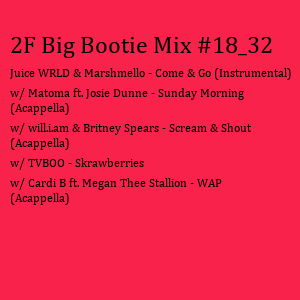 2F Big Bootie Mix #18_32
Juice WRLD & Marshmello - Come & Go (Instrumental)
w/ Matoma ft. Josie Dunne - Sunday Morning
(Acappella)
w/ will.i.am & Britney Spears - Scream & Shout
(Acappella)
w/ TVBOO - Skrawberries
w/ Cardi B ft. Megan Thee Stallion - WAP
(Acappella)